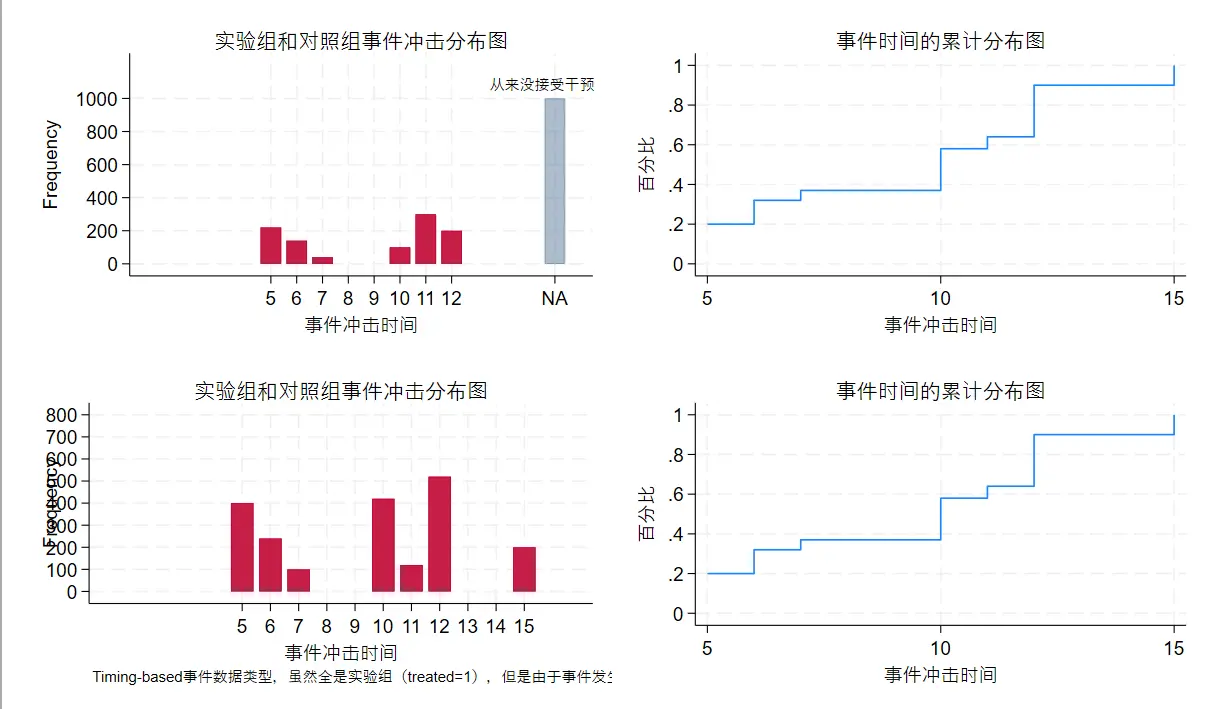 实验组和对照组事件冲击分布图
从来没接受干预
Frequency
1000
800
600
400
200
0
5 6 7 8 9 10 11 12 NA
事件冲击时间
事件时间的累计分布图
百分比
1
.8
.6
.4
.2
0
5 10 15
事件冲击时间
实验组和对照组事件冲击分布图
Frequency
800
700
600
500
400
300
200
100
0
5 6 7 8 9 10 11 12 13 14 15
事件冲击时间
Timing-based事件数据类型，虽然全是实验组（treated=1），但是由于事件发生
事件时间的累计分布图
百分比
1
.8
.6
.4
.2
0
5 10 15
事件冲击时间